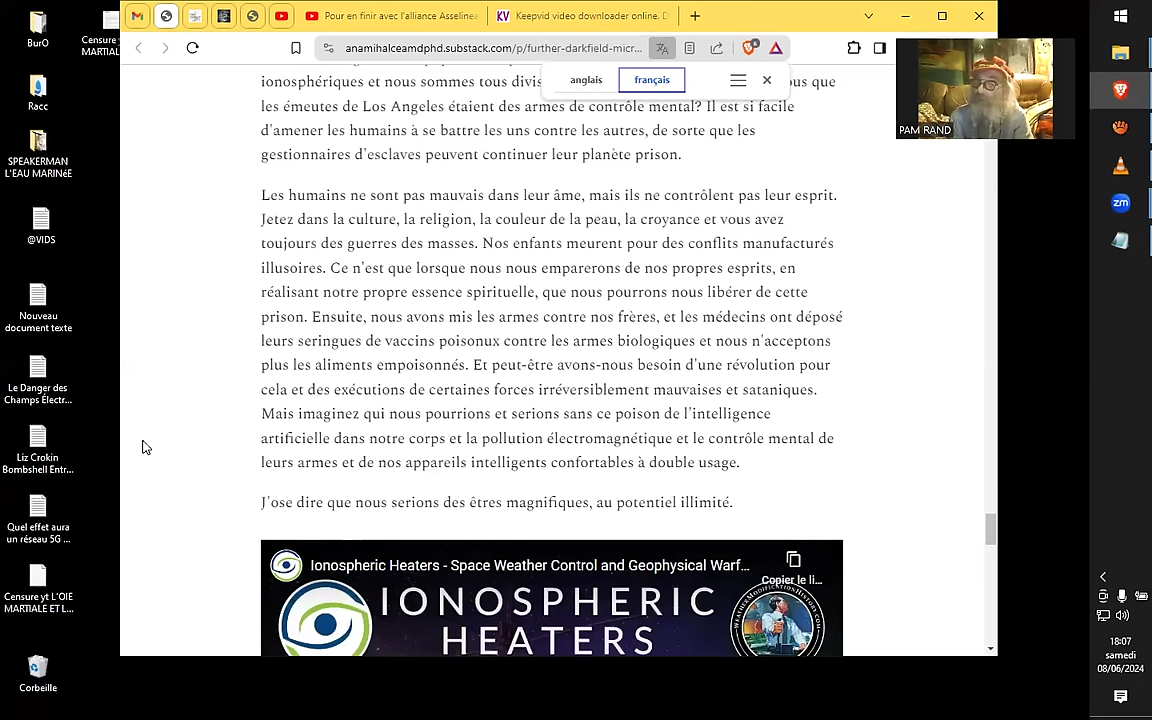 BurO
Censure
MARTIALE
Racc
SPEAKERMAN
L'EAU MARINéE
@VIDS
Nouveau
document texte
Le Danger des
Champs Électr...
Liz Crokin
Bombshell Entr...
Quel effet aura
un réseau 5G ...
Censure yt L'OIE
MARTIALE ET L...
Corbeille
Pour en finir avec l'alliance Asseline
KV Keepvid video downloader online. D
anamihalceamdphd.substack.com/p/further-darkfield-micr...
anglais
français
PAM RAND
ionosphériques et nous sommes tous divis
ous que
les émeutes de Los Angeles étaient des armes de contrôle mental? Il est si facile
d'amener les humains à se battre les uns contre les autres, de sorte que les
gestionnaires d'esclaves peuvent continuer leur planète prison.
Les humains ne sont pas mauvais dans leur âme, mais ils ne contrôlent pas leur esprit.
Jetez dans la culture, la religion, la couleur de la peau, la croyance et vous avez
toujours des guerres des masses. Nos enfants meurent pour des conflits manufacturés
illusoires. Ce n'est que lorsque nous nous emparerons de nos propres esprits, en
réalisant notre propre essence spirituelle, que nous pourrons nous libérer de cette
prison. Ensuite, nous avons mis les armes contre nos frères, et les médecins ont déposé
leurs seringues de vaccins poisonux contre les armes biologiques et nous n'acceptons
plus les aliments empoisonnés. Et peut-être avons-nous besoin d'une révolution pour
cela et des exécutions de certaines forces irréversiblement mauvaises et sataniques.
Mais imaginez qui nous pourrions et serions sans ce poison de l'intelligence
artificielle dans notre corps et la pollution électromagnétique et le contrôle mental de
leurs armes et de nos appareils intelligents confortables à double usage.
J'ose dire que nous serions des êtres magnifiques, au potentiel illimité.
Ionospheric Heaters - Space Weather Control and Geophysical Warf...
Copier le li...
IONOSPHERIC
HEATERS
WEATHERMODIFICATIONHISTORY.COM
zm
18:07
samedi
08/06/2024